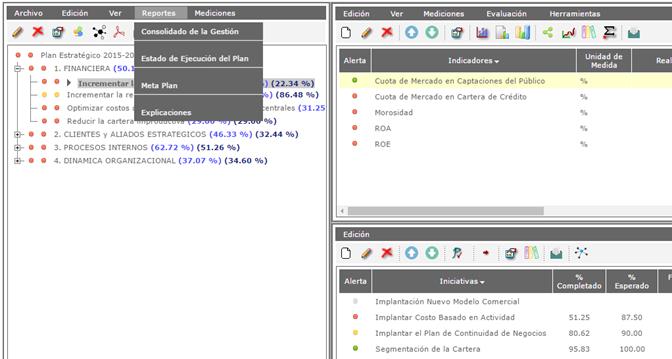 Archivo Edición Ver Reportes Mediciones
Consolidado de la Gestión
Estado de Ejecución del Plan
Meta Plan
Explicaciones
Plan Estratégico 2015-20
1. FINANCIERA (50.1
Incrementar l %) (22.34 %)
Incrementar la re %) (86.48 %)
Optimizar costos centrales (31.25
Reducir la cartera improductiva (29.00 %) (29.00 %)
2. CLIENTES y ALIADOS ESTRATEGICOS (46.33 %) (32.44 %)
3. PROCESOS INTERNOS (62.72 %) (51.26 %)
4. DINAMICA ORGANIZACIONAL (37.07 %) (34.60 %)
Edición Ver Mediciones Evaluación Herramientas
Alerta Indicadores Unidad de Medida Real
Cuota de Mercado en Captaciones del Público %
Cuota de Mercado en Cartera de Crédito %
Morosidad %
ROA %
ROE %
Edición
Alerta Iniciativas % Completado % Esperado F
Implantación Nuevo Modelo Comercial
Implantar Costo Basado en Actividad 51.25 87.50
Implantar el Plan de Continuidad de Negocios 80.62 90.00
Segmentación de la Cartera 95.83 100.00